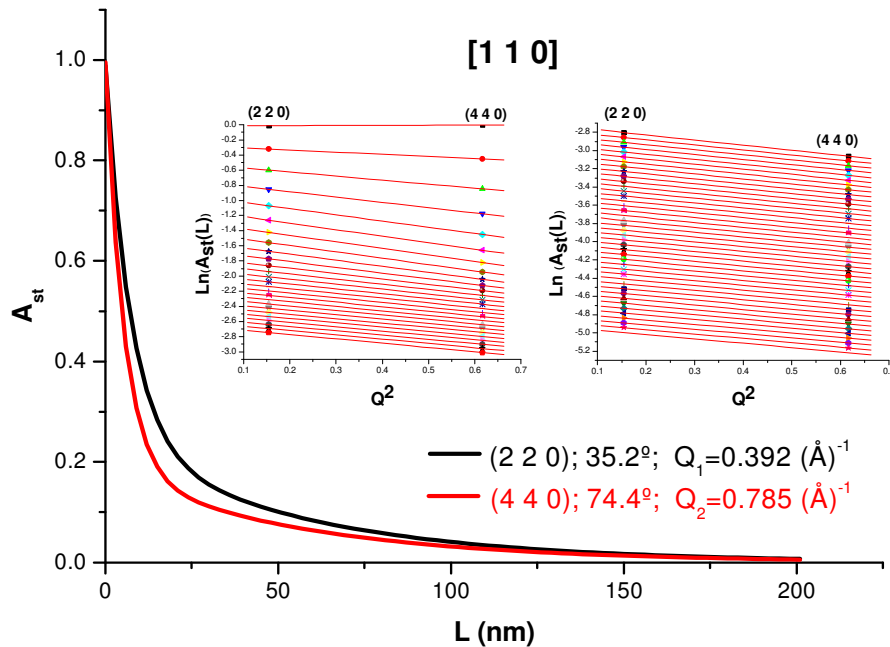 [1 1 0]
(2 2 0)
(4 4 0)
0.0
-0.2
-0.4
-0.6
-0.8
-1.0
-1.2
-1.4
-1.6
-1.8
-2.0
-2.2
-2.4
-2.6
-2.8
-3.0
Ln(Ast(L))
0.1 0.2 0.3 0.4 0.5 0.6 0.7
Q²
(2 2 0)
(4 4 0)
-2.8
-3.0
-3.2
-3.4
-3.6
-3.8
-4.0
-4.2
-4.4
-4.6
-4.8
-5.0
-5.2
Ln (Ast(L))
0.1 0.2 0.3 0.4 0.5 0.6 0.7
Q²
1.0
0.8
0.6
0.4
0.2
0.0
Ast
(2 2 0); 35.2º; Q1=0.392 (Å)-1
(4 4 0); 74.4º; Q2=0.785 (Å)-1
0 50 100 150 200
L (nm)